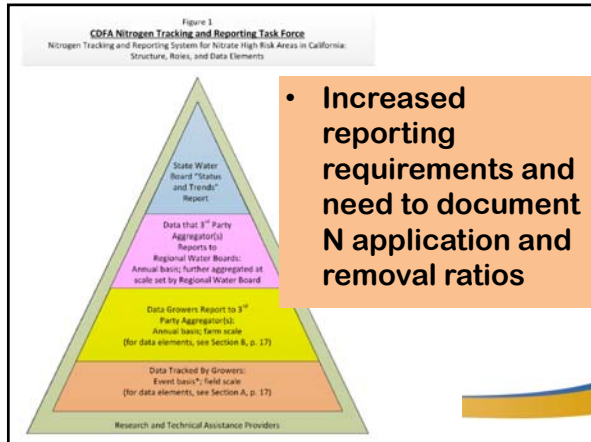 Figure 1
CDFA Nitrogen Tracking and Reporting Task Force
Nitrogen Tracking and Reporting System for Nitrate High Risk Areas in California:
Structure, Roles, and Data Elements
State Water
Board "Status
and Trends"
Report
Data that 3rd Party
Aggregator(s)
Reports to
Regional Water Boards:
Annual basis; further aggregated at
scale set by Regional Water Board
Data Growers Report to 3rd
Party Aggregator(s):
Annual basis; farm scale
(for data elements, see Section B, p. 17)
Data Tracked By Growers:
Event basis*; field scale
(for data elements, see Section A, p. 17)
Research and Technical Assistance Providers
• Increased
reporting
requirements and
need to document
N application and
removal ratios